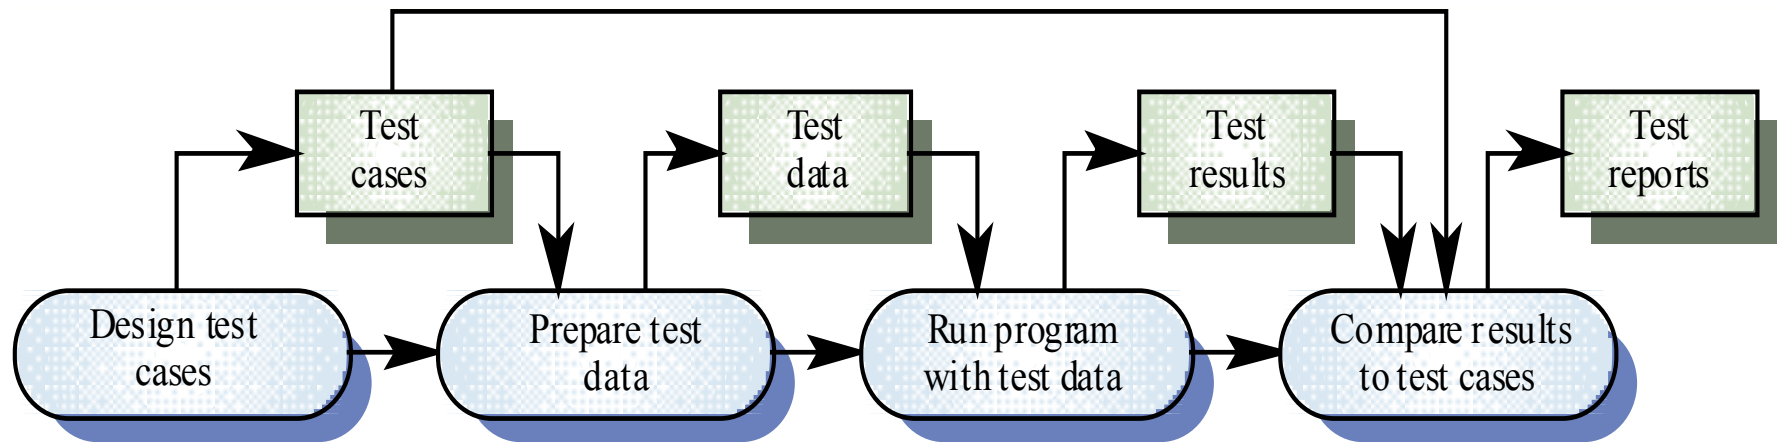 Test
cases
Test
data
Test
results
Test
reports
Design test
cases
Prepare test
data
Run program
with test data
Compare results
to test cases